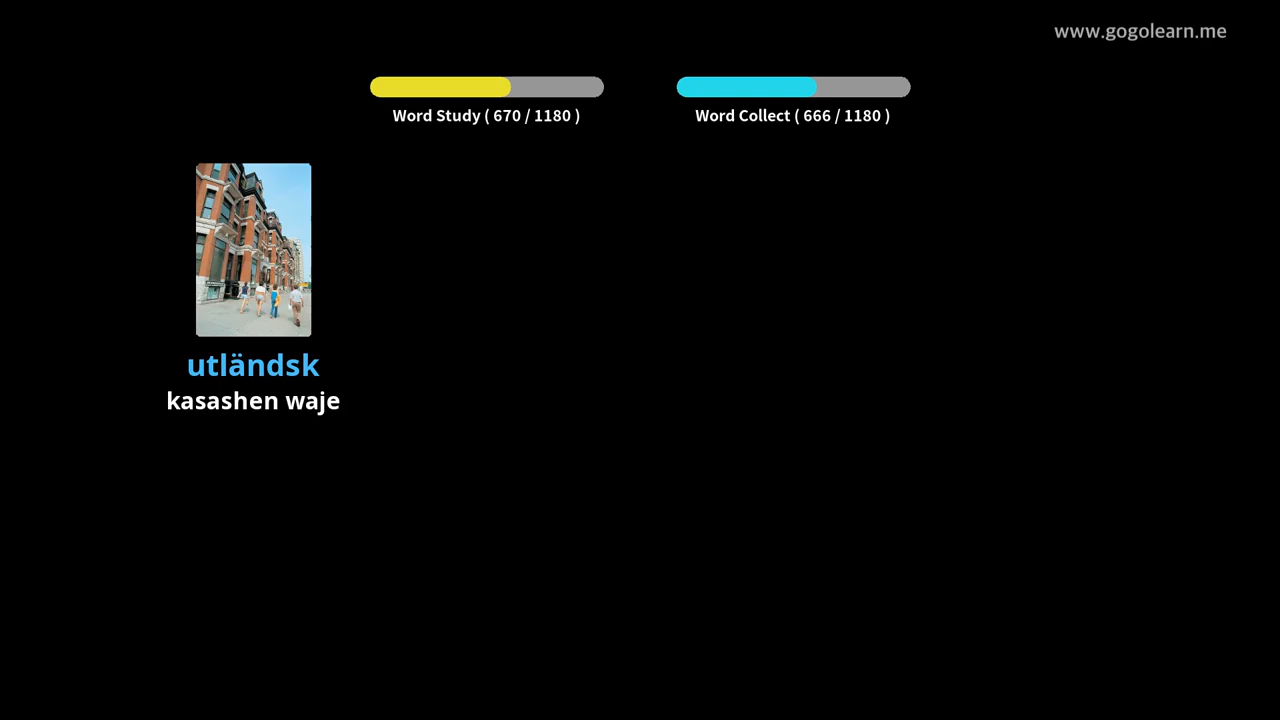 www.gogolearn.me
Word Study ( 670 / 1180 )
Word Collect ( 666 / 1180 )
utländsk
kasashen waje